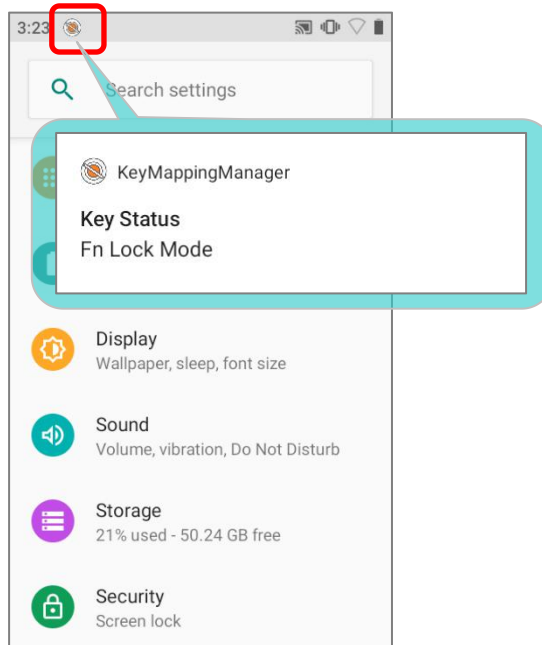 3:23
Search settings
KeyMappingManager
Key Status
Fn Lock Mode
Display
Wallpaper, sleep, font size
Sound
Volume, vibration, Do Not Disturb
Storage
21% used - 50.24 GB free
Security
Screen lock